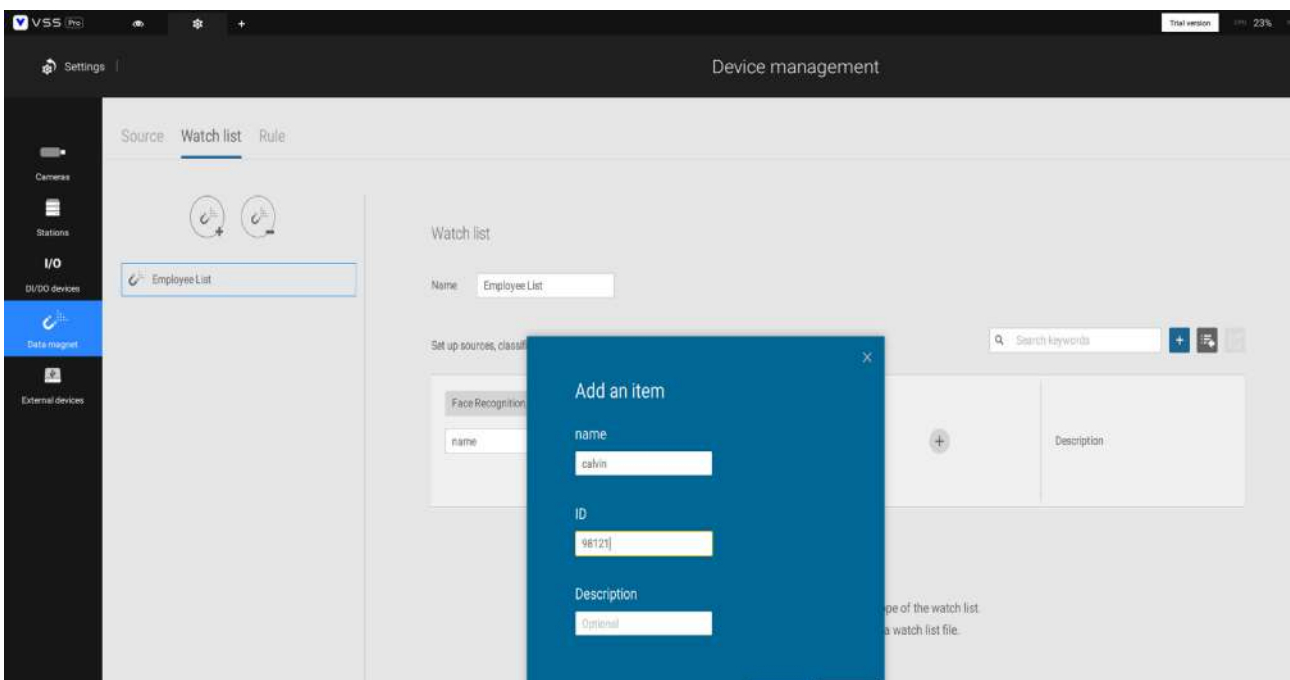 VSS Pro
+
Trial version
CPU 23%
Settings
Device management
Source Watch list Rule
Cameras
Stations
I/O
DI/DO devices
Data magnet
External devices
Employee List
Watch list
Name Employee List
Set up sources, classifi
Search keywords
+
Face Recognition
name
+
Description
Add an item
name
calvin
ID
98121
Description
Optional
pe of the watch list.
a watch list file.